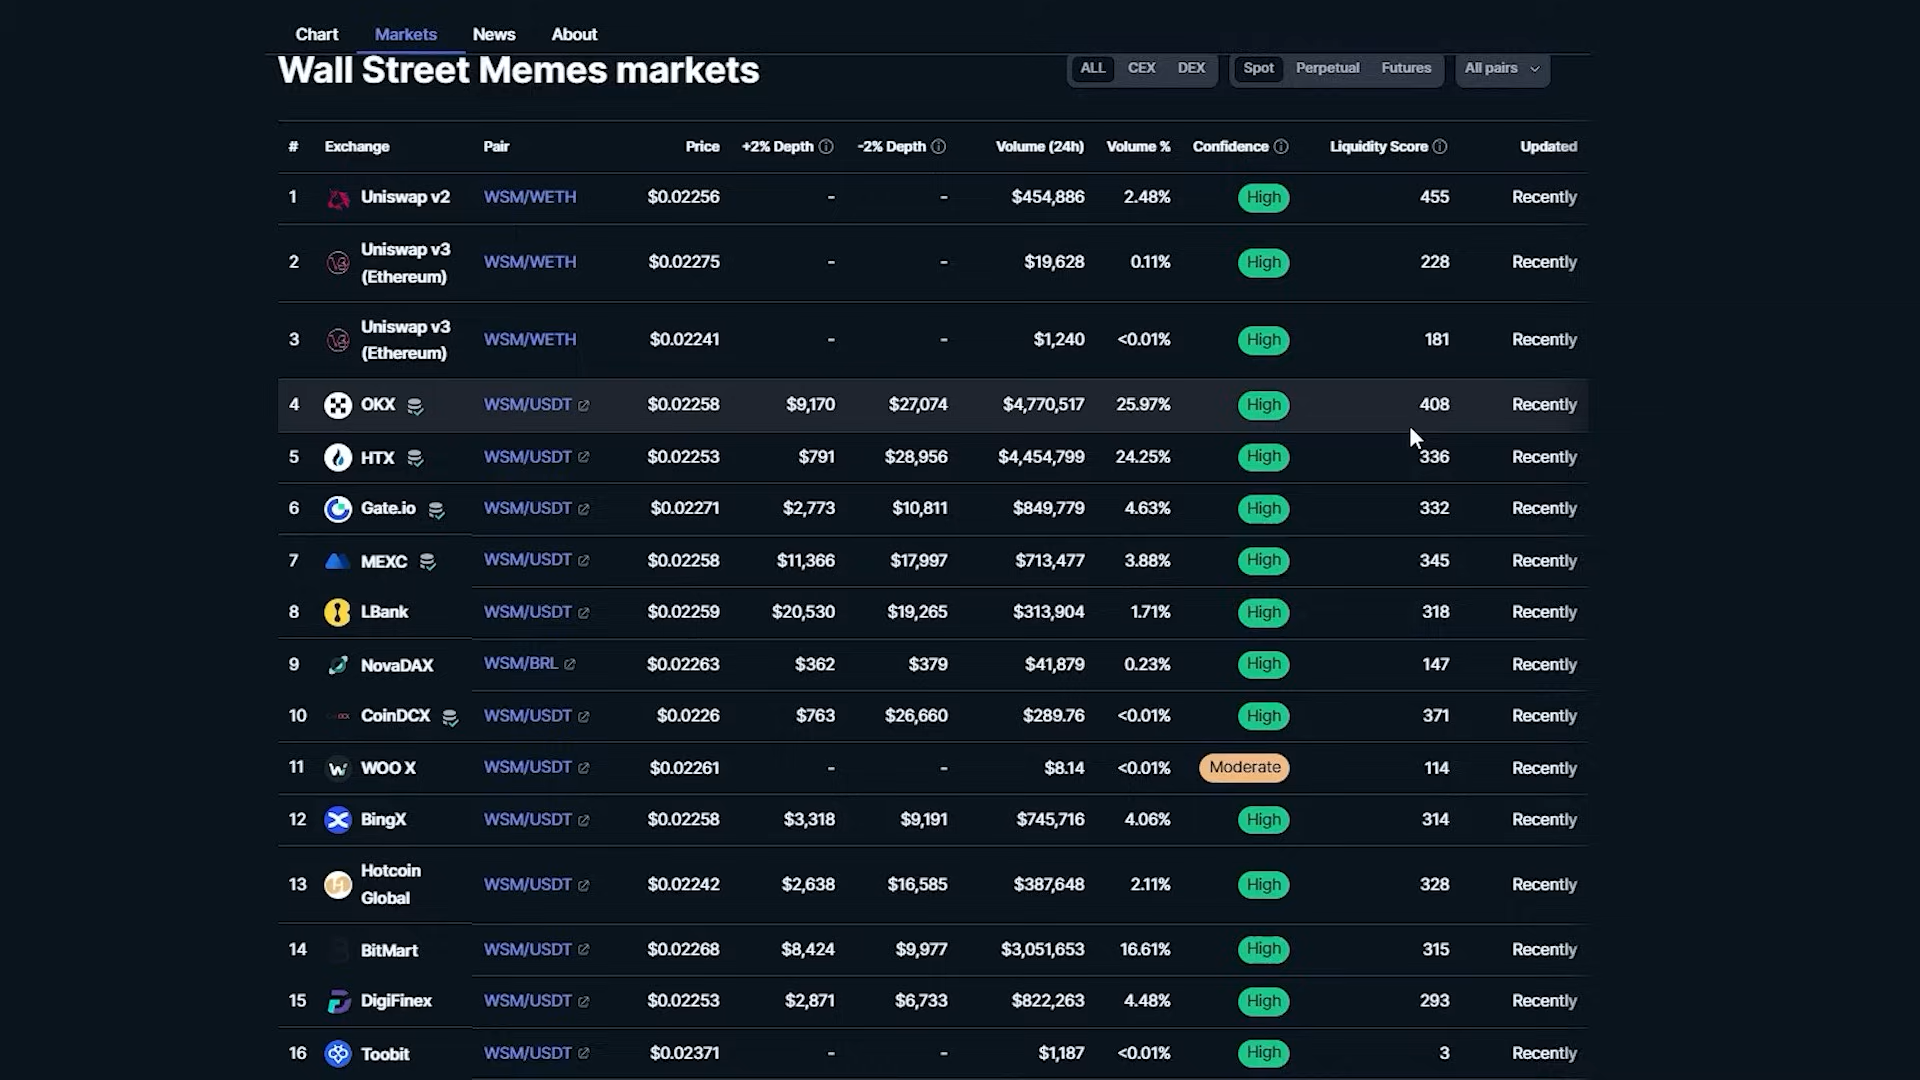 Chart Markets News About
Wall Street Memes markets
ALL CEX DEX Spot Perpetual Futures All pairs
# Exchange Pair Price +2% Depth -2% Depth Volume (24h) Volume % Confidence Liquidity Score Updated
1 Uniswap v2 WSM/WETH $0.02256 - - $454,886 2.48% High 455 Recently
2 Uniswap v3 (Ethereum) WSM/WETH $0.02275 - - $19,628 0.11% High 228 Recently
3 Uniswap v3 (Ethereum) WSM/WETH $0.02241 - - $1,240 <0.01% High 181 Recently
4 OKX WSM/USDT $0.02258 $9,170 $27,074 $4,770,517 25.97% High 408 Recently
5 HTX WSM/USDT $0.02253 $791 $28,956 $4,454,799 24.25% High 336 Recently
6 Gate.io WSM/USDT $0.02271 $2,773 $10,811 $849,779 4.63% High 332 Recently
7 MEXC WSM/USDT $0.02258 $11,366 $17,997 $713,477 3.88% High 345 Recently
8 LBank WSM/USDT $0.02259 $20,530 $19,265 $313,904 1.71% High 318 Recently
9 NovaDAX WSM/BRL $0.02263 $362 $379 $41,879 0.23% High 147 Recently
10 CoinDCX WSM/USDT $0.0226 $763 $26,660 $289.76 <0.01% High 371 Recently
11 WOO X WSM/USDT $0.02261 - - $8.14 <0.01% Moderate 114 Recently
12 BingX WSM/USDT $0.02258 $3,318 $9,191 $745,716 4.06% High 314 Recently
13 Hotcoin Global WSM/USDT $0.02242 $2,638 $16,585 $387,648 2.11% High 328 Recently
14 BitMart WSM/USDT $0.02268 $8,424 $9,977 $3,051,653 16.61% High 315 Recently
15 DigiFinex WSM/USDT $0.02253 $2,871 $6,733 $822,263 4.48% High 293 Recently
16 Toobit WSM/USDT $0.02371 - - $1,187 <0.01% High 3 Recently